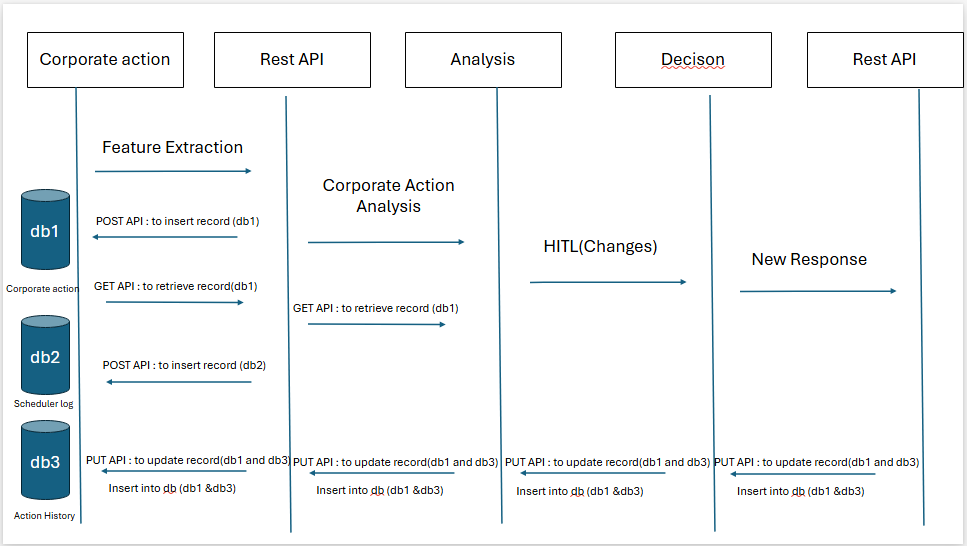 Corporate action
Rest API
Analysis
Decison
Rest API
Feature Extraction
Corporate Action
Analysis
HITL(Changes)
New Response
db1
Corporate action
POST API : to insert record (db1)
GET API : to retrieve record(db1)
GET API : to retrieve record (db1)
db2
Scheduler log
POST API : to insert record (db2)
db3
Action History
PUT API : to update record(db1 and db3)
PUT API : to update record(db1 and db3)
PUT API : to update record(db1 and db3)
PUT API : to update record(db1 and db3)
Insert into db (db1 &db3)
Insert into db (db1 &db3)
Insert into db (db1 &db3)
Insert into db (db1 &db3)